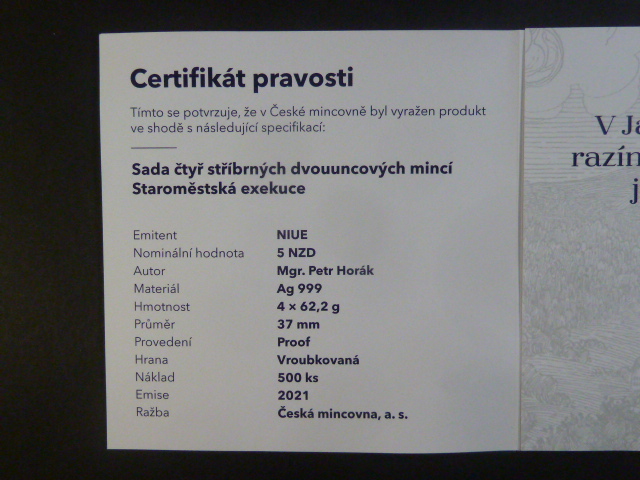 Certifikát pravosti
Tímto se potvrzuje, že v České mincovně byl vyražen produkt
ve shodě s následující specifikací:
Sada čtyř stříbrných dvouuncových mincí
Staroměstská exekuce
Emitent NIUE
Nominální hodnota 5 NZD
Autor Mgr. Petr Horák
Materiál Ag 999
Hmotnost 4 × 62,2 g
Průměr 37 mm
Provedení Proof
Hrana Vroubkovaná
Náklad 500 ks
Emise 2021
Ražba Česká mincovna, a. s.
V